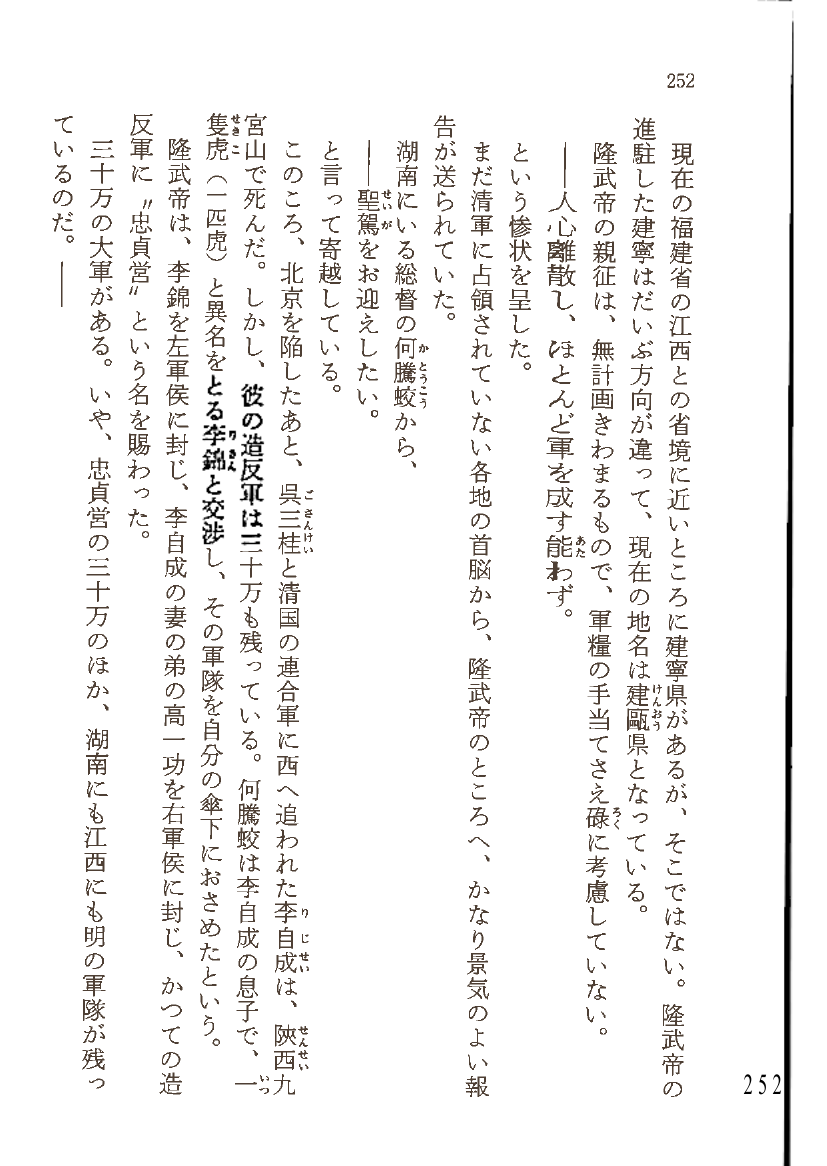 252
現在の福建省の江西との省境に近いところに建寧県があるが、そこではない。隆武帝の
進駐した建寧はだいぶ方向が違って、現在の地名は建甌県となっている。
隆武帝の親征は、無計画きわまるもので、軍糧の手当てさえ碌に考慮していない。
――人心離散し、ほとんど軍を成す能わず。
という惨状を呈した。
まだ清軍に占領されていない各地の首脳から、隆武帝のところへ、かなり景気のよい報
告が送られていた。
湖南にいる総督の何騰蛟から、
――聖駕をお迎えしたい。
と言って寄越している。
このころ、北京を陥したあと、呉三桂と清国の連合軍に西へ追われた李自成は、陝西九
宮山で死んだ。しかし、彼の造反軍は三十万も残っている。何騰蛟は李自成の息子で、一
隻虎（一匹虎）と異名をとる李錦と交渉し、その軍隊を自分の傘下におさめたという。
隆武帝は、李錦を左軍侯に封じ、李自成の妻の弟の高一功を右軍侯に封じ、かつての造
反軍に〝忠貞営〟という名を賜わった。
三十万の大軍がある。いや、忠貞営の三十万のほか、湖南にも江西にも明の軍隊が残っ
ているのだ。――
252